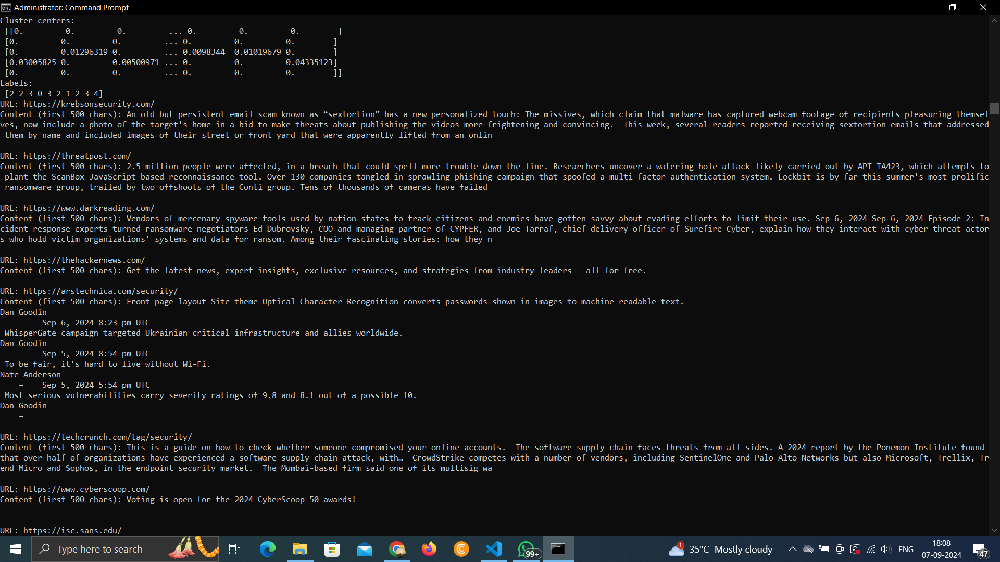 Administrator: Command Prompt
Cluster centers:
[[0. 0. 0. ... 0. 0. 0. ]
[0. 0. 0. ... 0. 0. 0. ]
[0. 0.01296319 0. ... 0.0098344 0.01019679 0. ]
[0.03005825 0. 0.00500971 ... 0. 0. 0.04335123]
[0. 0. 0. ... 0. 0. 0. ]]
Labels:
[2 2 3 0 3 2 1 2 3 4]
URL: https://krebsonsecurity.com/
Content (first 500 chars): An old but persistent email scam known as “sextortion” has a new personalized touch: The missives, which claim that malware has captured webcam footage of recipients pleasuring themsel
ves, now include a photo of the target’s home in a bid to make threats about publishing the videos more frightening and convincing.  This week, several readers reported receiving sextortion emails that addressed
them by name and included images of their street or front yard that were apparently lifted from an onlin
URL: https://threatpost.com/
Content (first 500 chars): 2.5 million people were affected, in a breach that could spell more trouble down the line. Researchers uncover a watering hole attack likely carried out by APT TA423, which attempts to
plant the ScanBox JavaScript-based reconnaissance tool. Over 130 companies tangled in sprawling phishing campaign that spoofed a multi-factor authentication system. Lockbit is by far this summer’s most prolific
ransomware group, trailed by two offshoots of the Conti group. Tens of thousands of cameras have failed
URL: https://www.darkreading.com/
Content (first 500 chars): Vendors of mercenary spyware tools used by nation-states to track citizens and enemies have gotten savvy about evading efforts to limit their use. Sep 6, 2024 Sep 6, 2024 Episode 2: In
cident response experts-turned-ransomware negotiators Ed Dubrovsky, COO and managing partner of CYPFER, and Joe Tarraf, chief delivery officer of Surefire Cyber, explain how they interact with cyber threat actor
s who hold victim organizations' systems and data for ransom. Among their fascinating stories: how they n
URL: https://thehackernews.com/
Content (first 500 chars): Get the latest news, expert insights, exclusive resources, and strategies from industry leaders – all for free.
URL: https://arstechnica.com/security/
Content (first 500 chars): Front page layout Site theme Optical Character Recognition converts passwords shown in images to machine-readable text.
Dan Goodin
–    Sep 6, 2024 8:23 pm UTC
WhisperGate campaign targeted Ukrainian critical infrastructure and allies worldwide.
Dan Goodin
–    Sep 5, 2024 8:54 pm UTC
To be fair, it's hard to live without Wi-Fi.
Nate Anderson
–    Sep 5, 2024 5:54 pm UTC
Most serious vulnerabilities carry severity ratings of 9.8 and 8.1 out of a possible 10.
Dan Goodin
–
URL: https://techcrunch.com/tag/security/
Content (first 500 chars): This is a guide on how to check whether someone compromised your online accounts.  The software supply chain faces threats from all sides. A 2024 report by the Ponemon Institute found
that over half of organizations have experienced a software supply chain attack, with…  CrowdStrike competes with a number of vendors, including SentinelOne and Palo Alto Networks but also Microsoft, Trellix, Tr
end Micro and Sophos, in the endpoint security market.  The Mumbai-based firm said one of its multisig wa
URL: https://www.cyberscoop.com/
Content (first 500 chars): Voting is open for the 2024 CyberScoop 50 awards!
URL: https://isc.sans.edu/
Type here to search
99+
1
35°C Mostly cloudy
ENG
18:08
07-09-2024
47